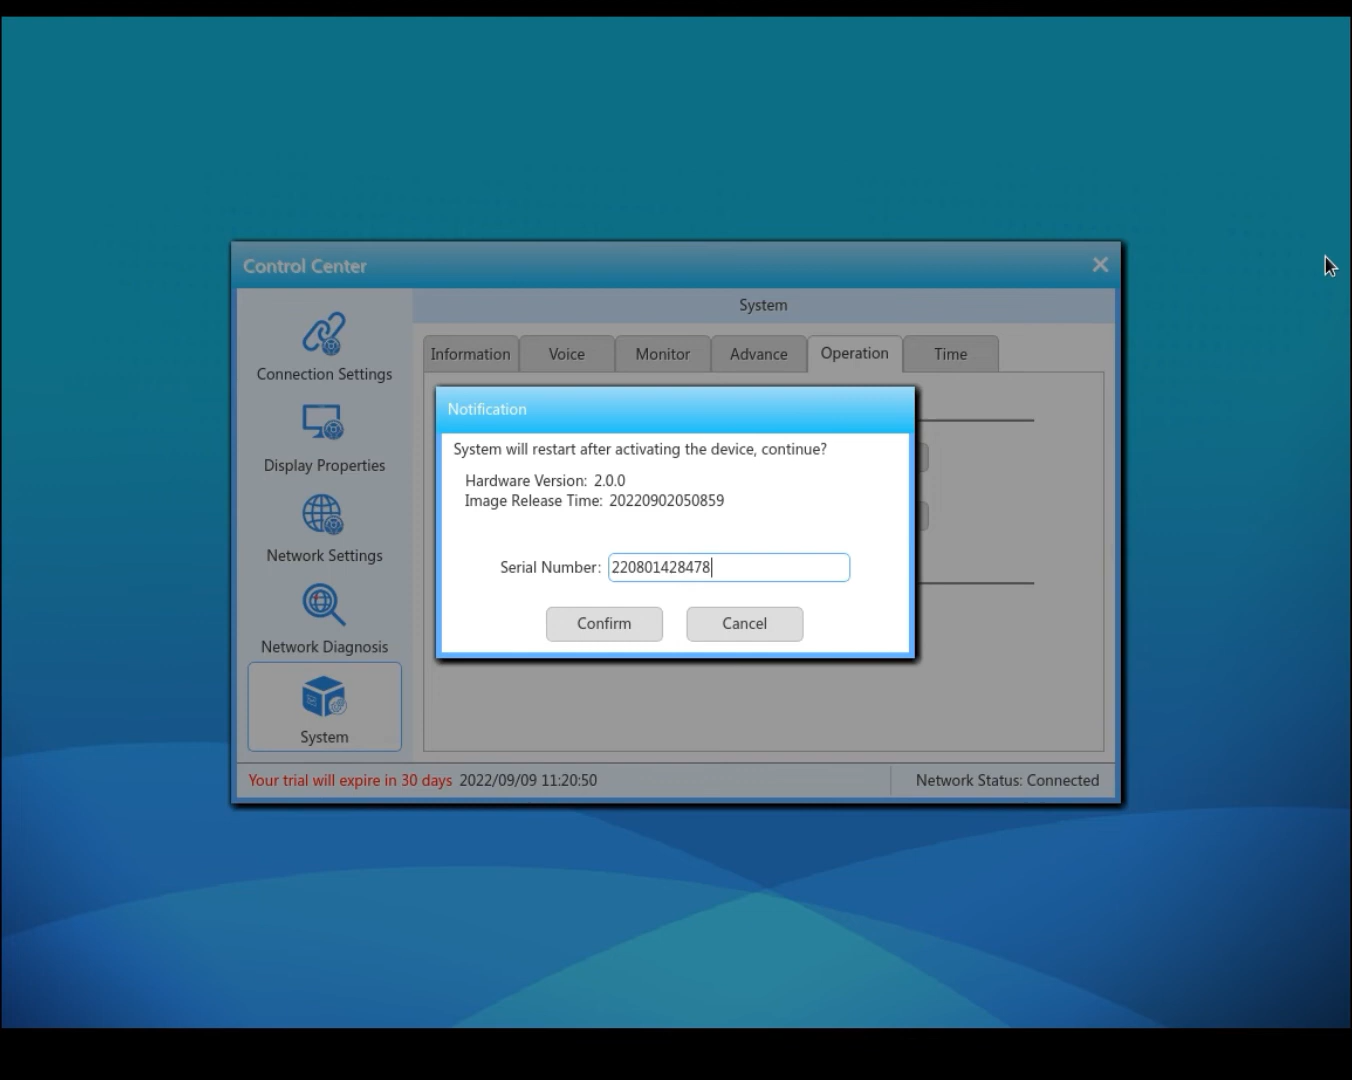 Control Center
System
Connection Settings
Display Properties
Network Settings
Network Diagnosis
System
Information Voice Monitor Advance Operation Time
Notification
System will restart after activating the device, continue?
Hardware Version: 2.0.0
Image Release Time: 20220902050859
Serial Number: 220801428478
Confirm Cancel
Your trial will expire in 30 days 2022/09/09 11:20:50 Network Status: Connected